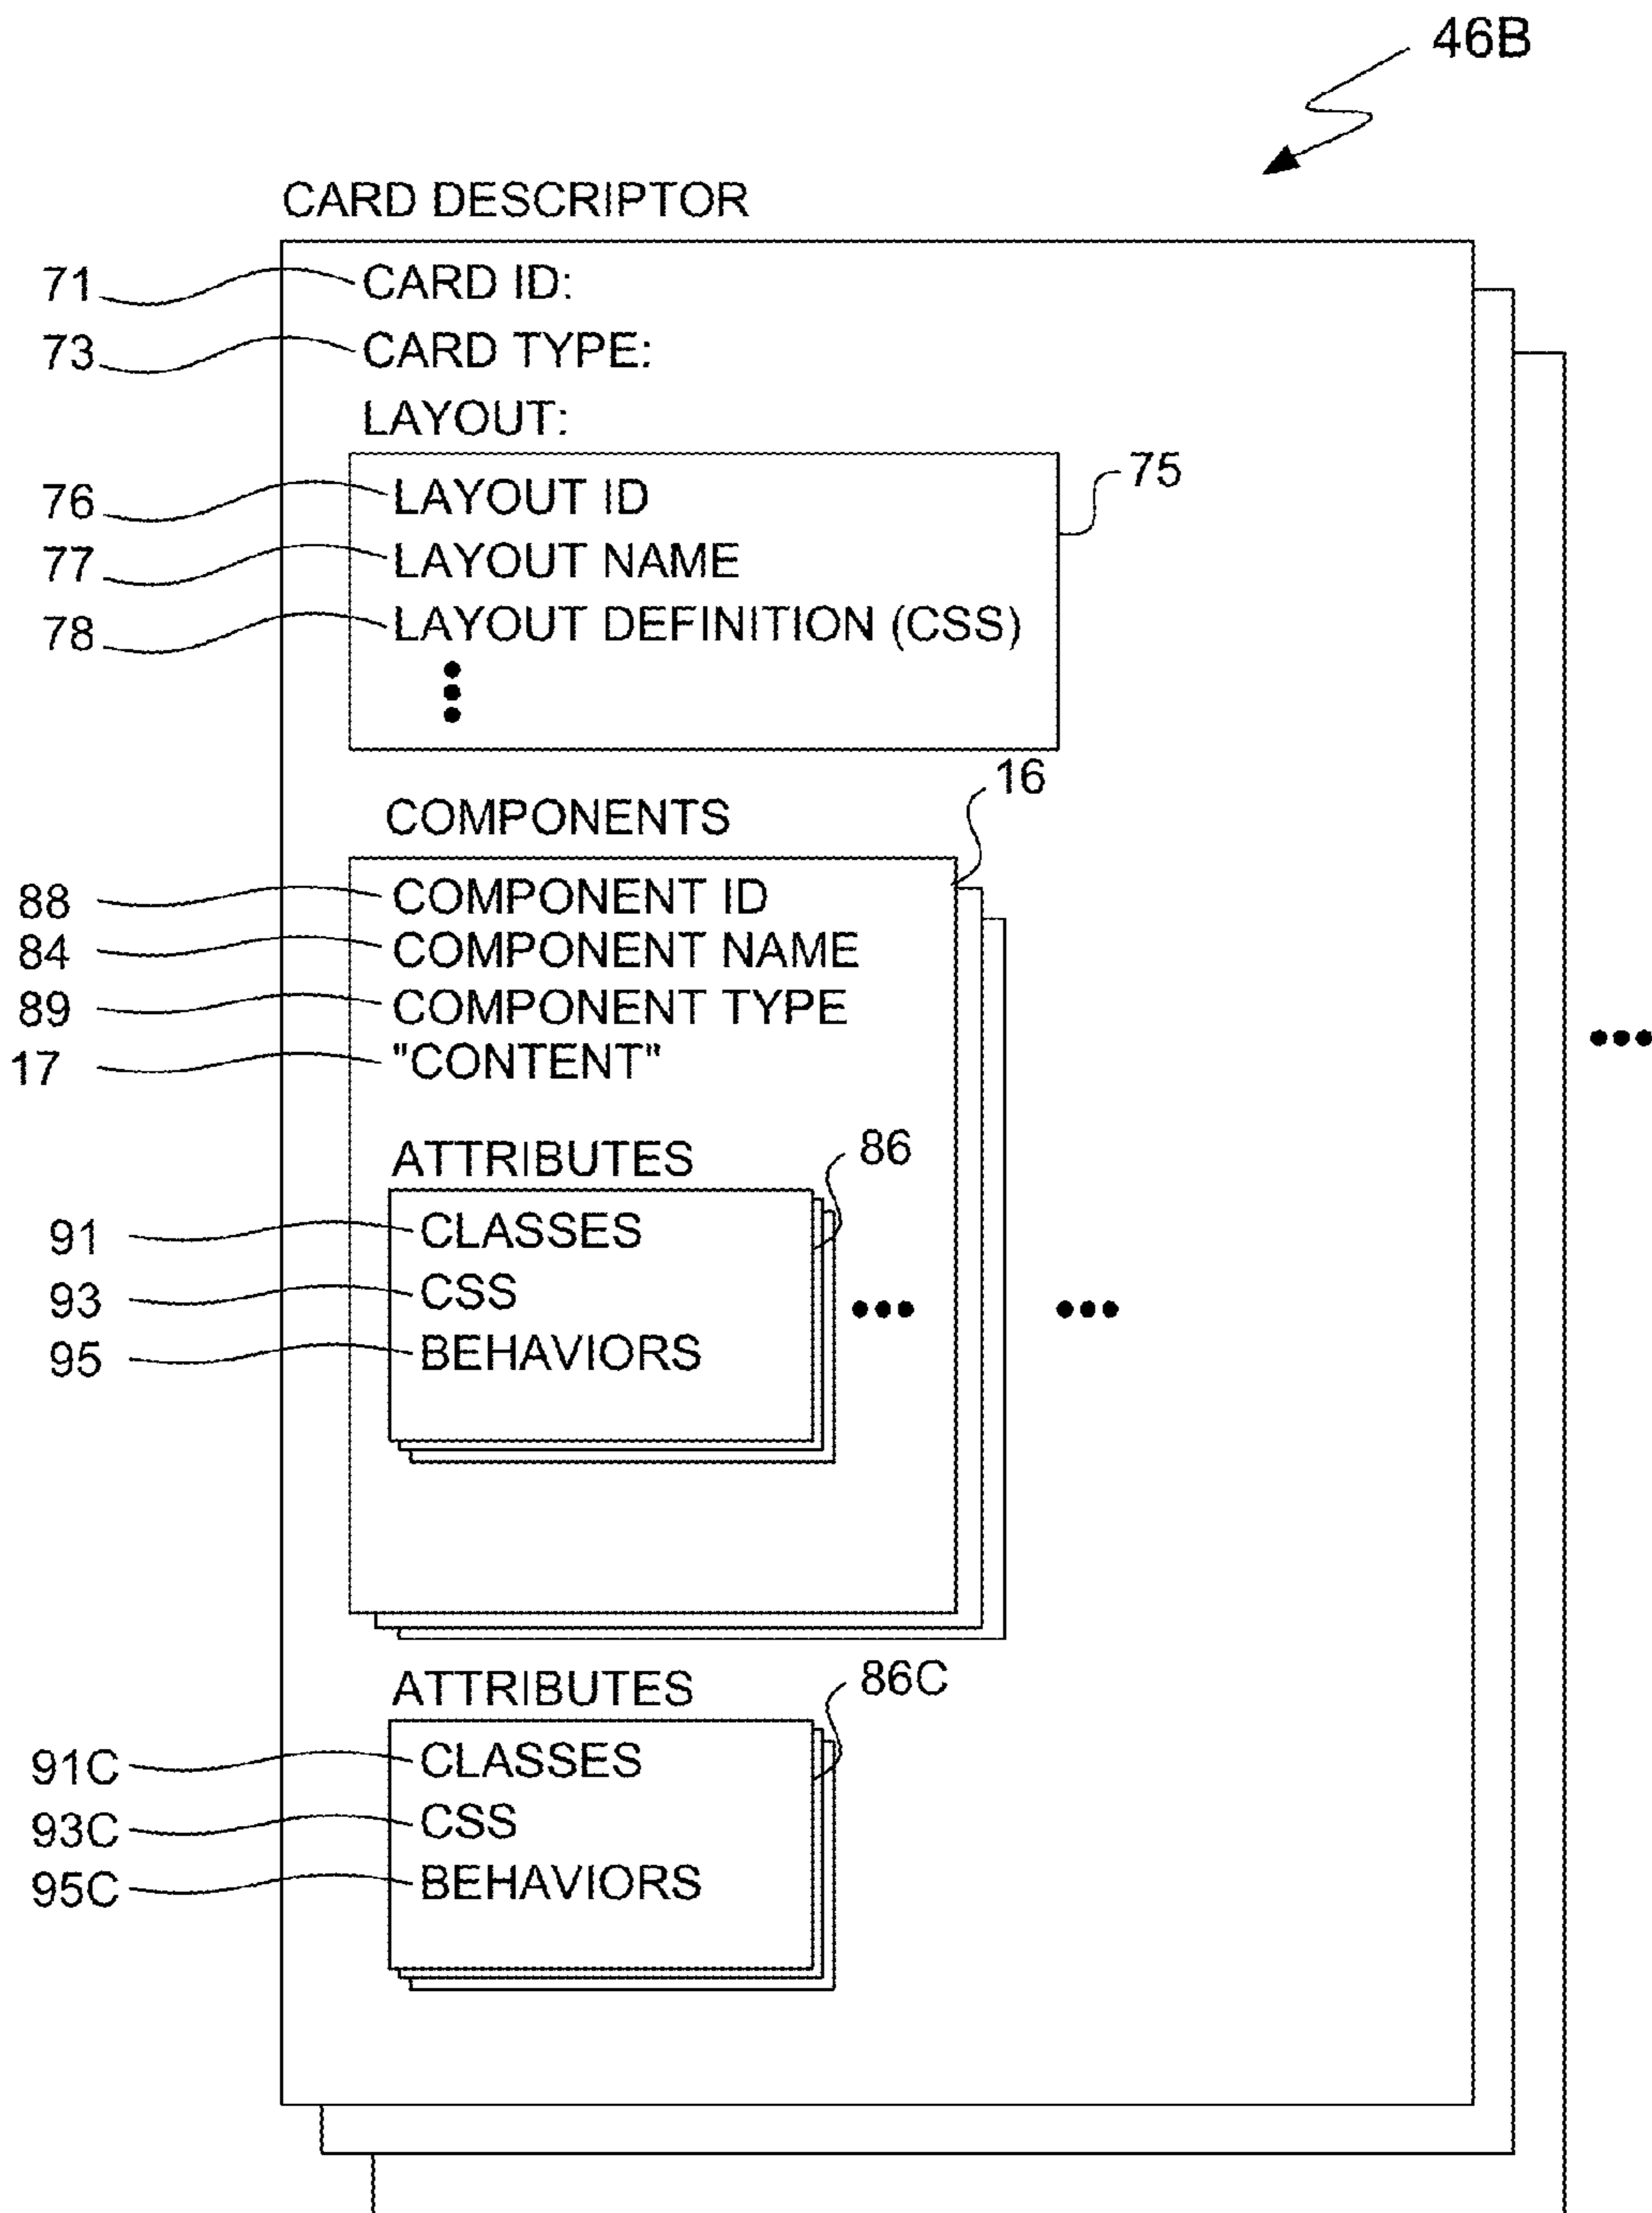 46B
CARD DESCRIPTOR
71 CARD ID:
73 CARD TYPE:
LAYOUT:
75
76 LAYOUT ID
77 LAYOUT NAME
78 LAYOUT DEFINITION (CSS)
16
COMPONENTS
88 COMPONENT ID
84 COMPONENT NAME
89 COMPONENT TYPE
17 "CONTENT"
ATTRIBUTES 86
91 CLASSES
93 CSS
95 BEHAVIORS
ATTRIBUTES 86C
91C CLASSES
93C CSS
95C BEHAVIORS